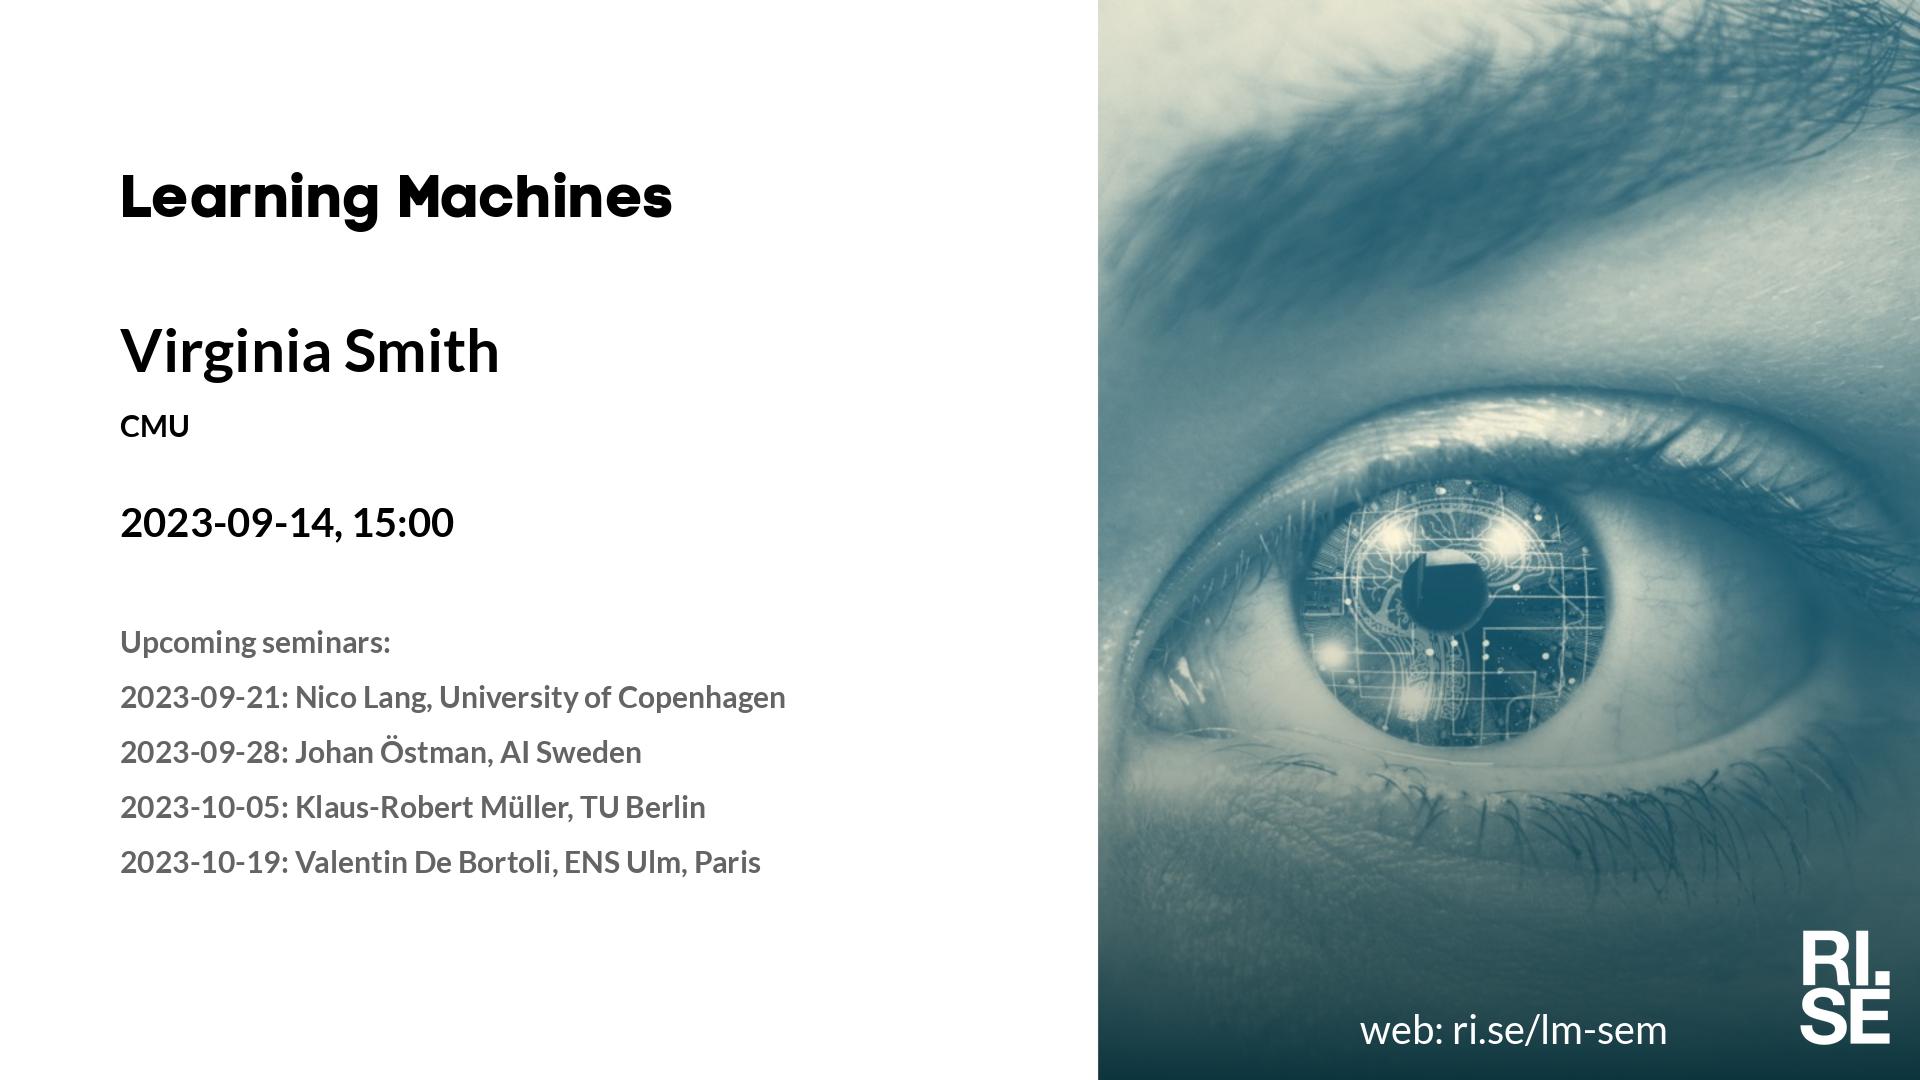 Learning Machines
Virginia Smith
CMU
2023-09-14, 15:00
Upcoming seminars:
2023-09-21: Nico Lang, University of Copenhagen
2023-09-28: Johan Östman, AI Sweden
2023-10-05: Klaus-Robert Müller, TU Berlin
2023-10-19: Valentin De Bortoli, ENS Ulm, Paris
web: ri.se/lm-sem
RI.
SE